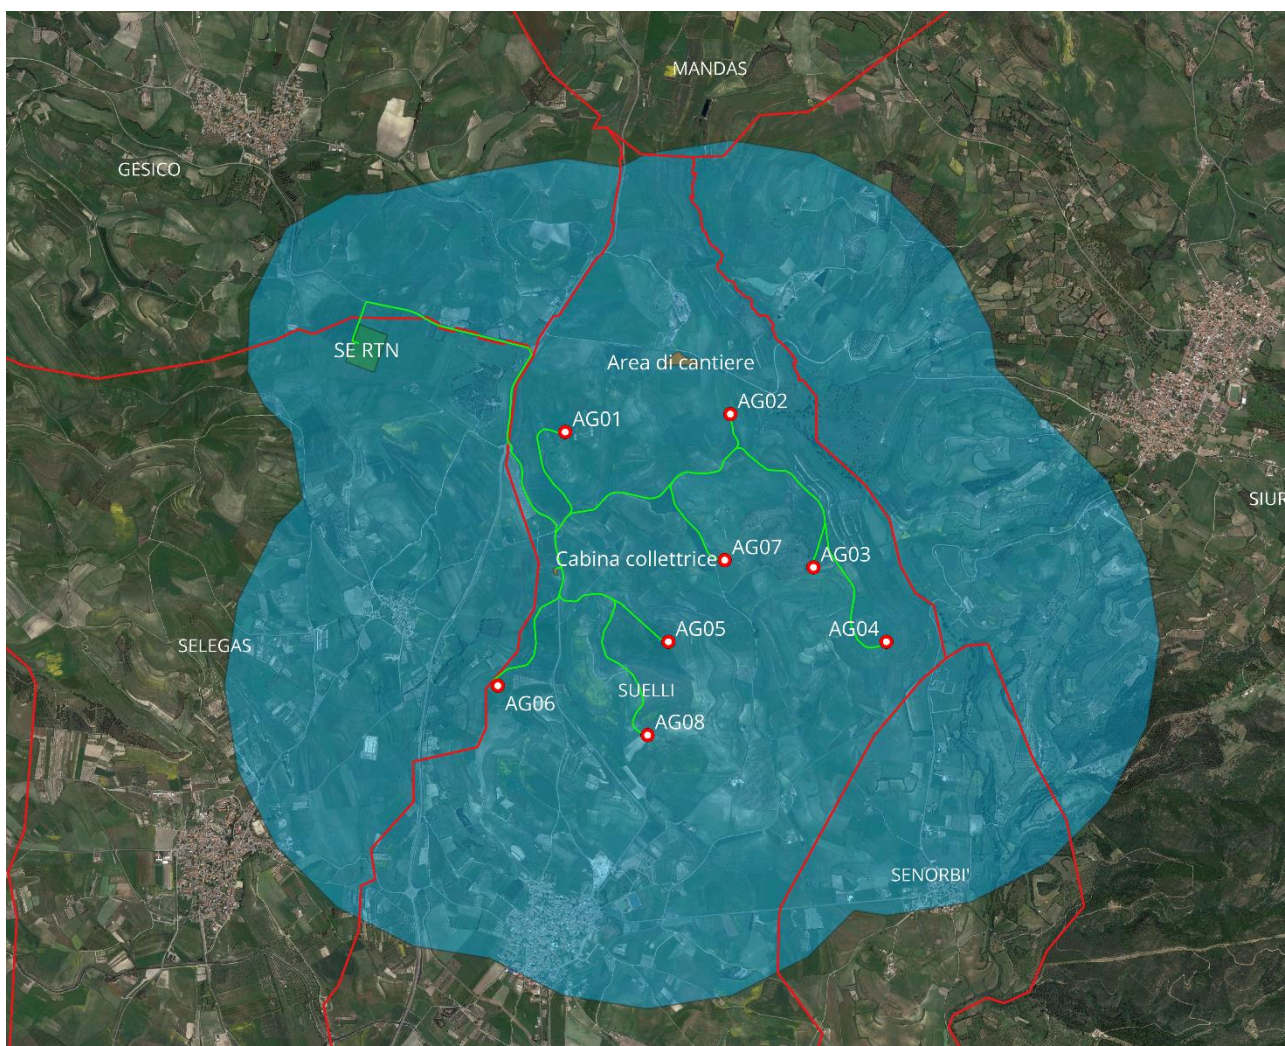 MANDAS
GESICO
SE RTN
Area di cantiere
AG02
AG01
SIUR
Cabina collettrice
AG07
AG03
AG05
AG04
SELEGAS
SUELLI
AG06
AG08
SENORBI'